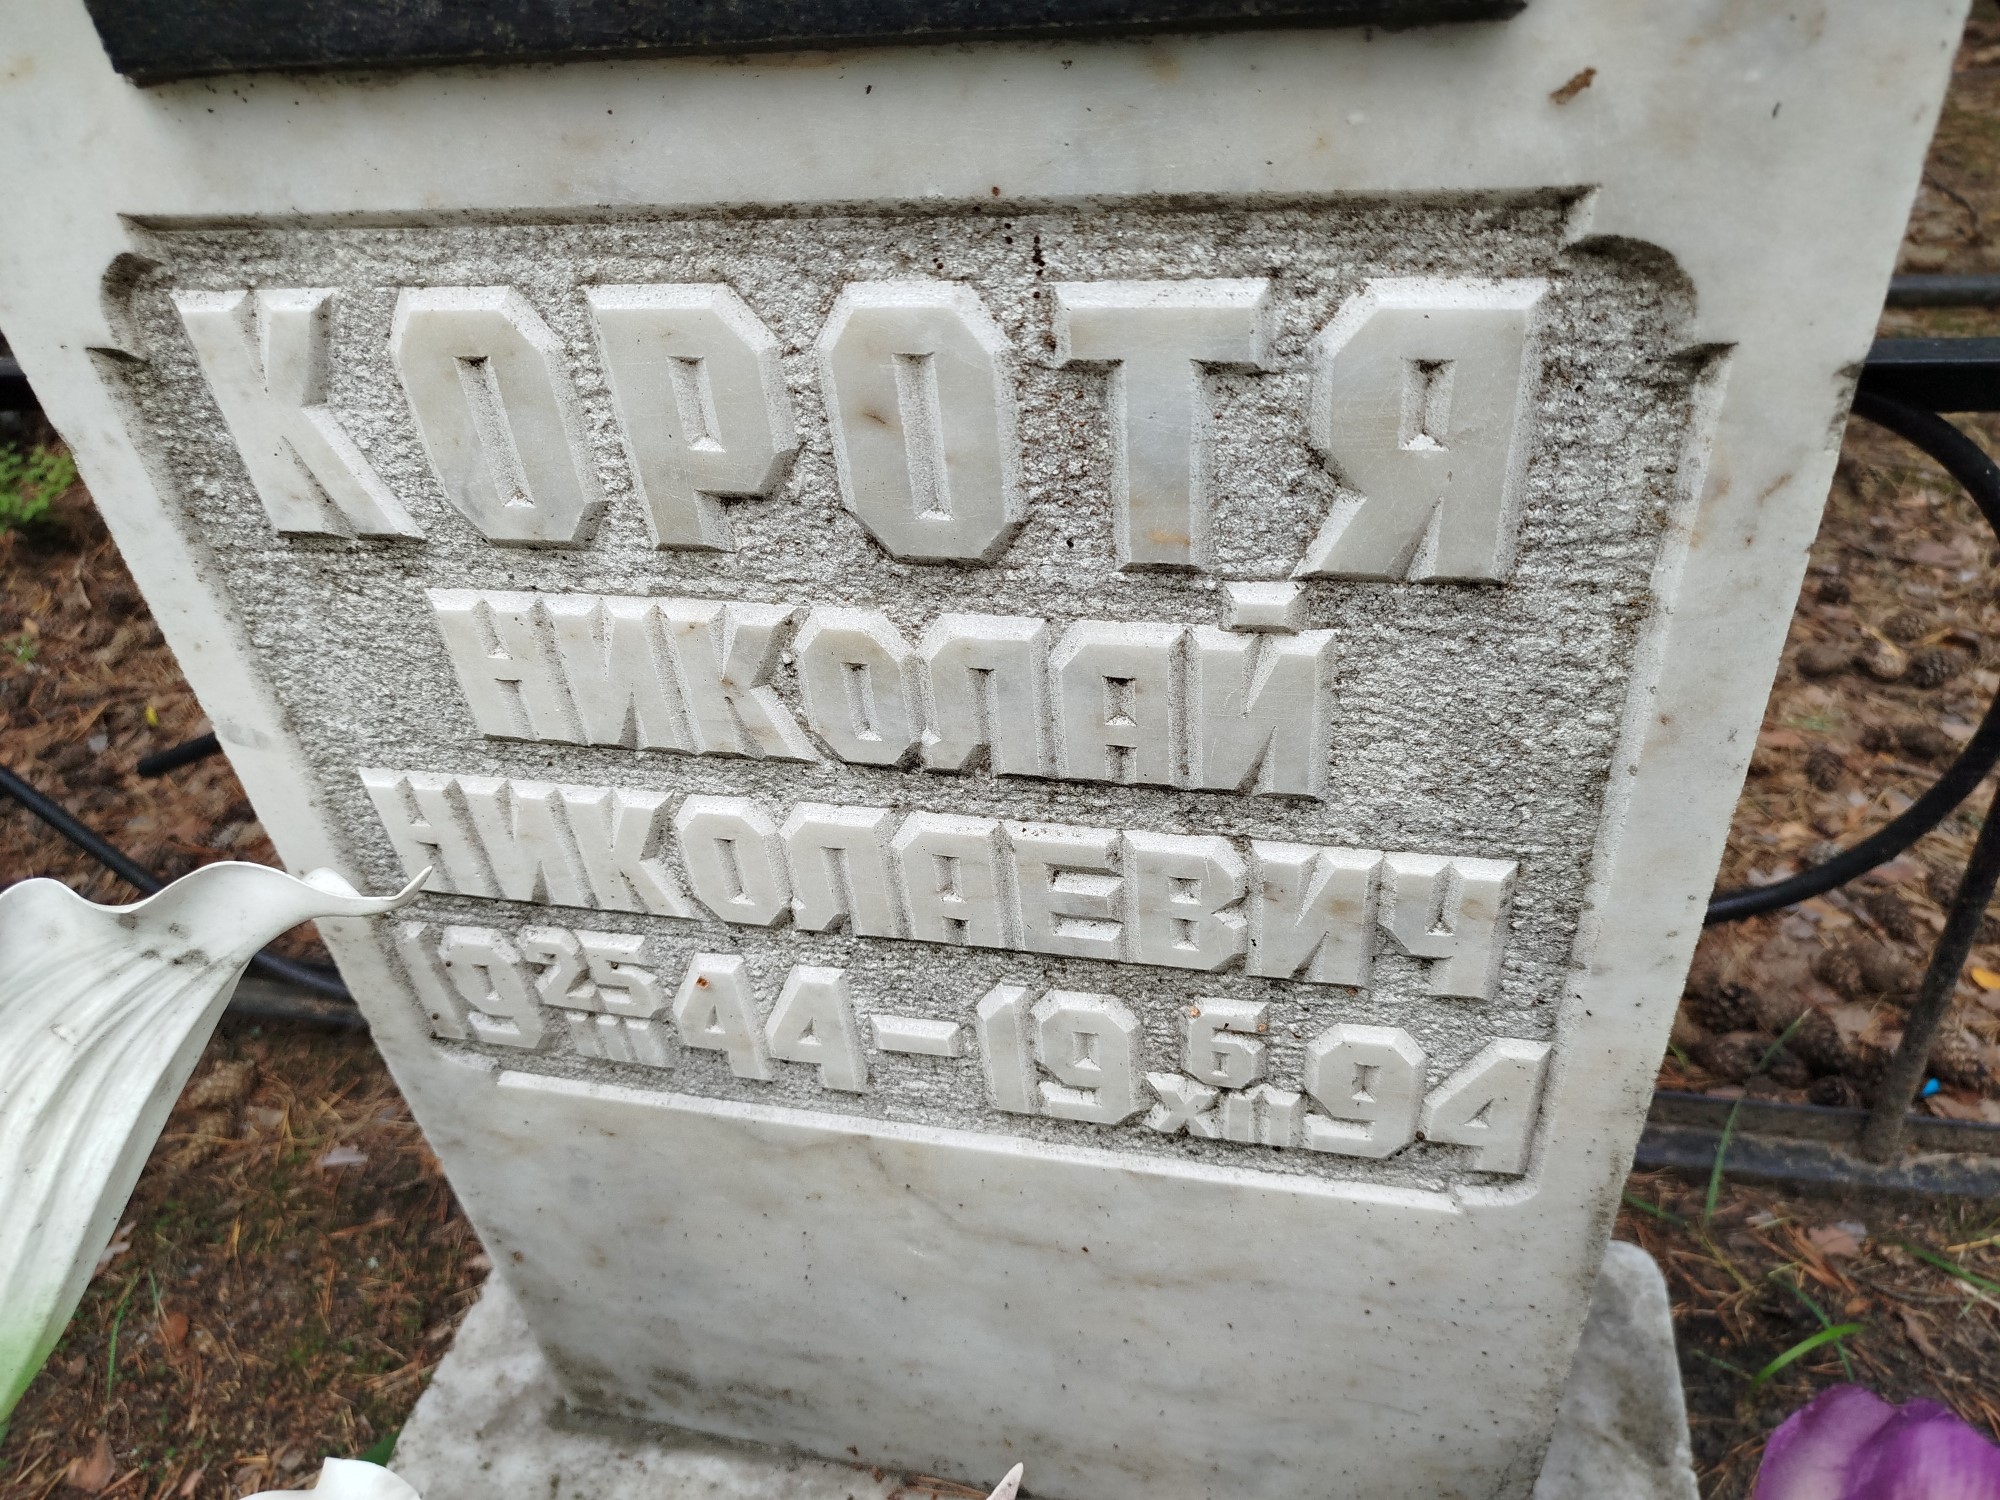 КОРОТЯ
НИКОЛАЙ
НИКОЛАЕВИЧ
19 25 III 44 – 19 6 XII 94